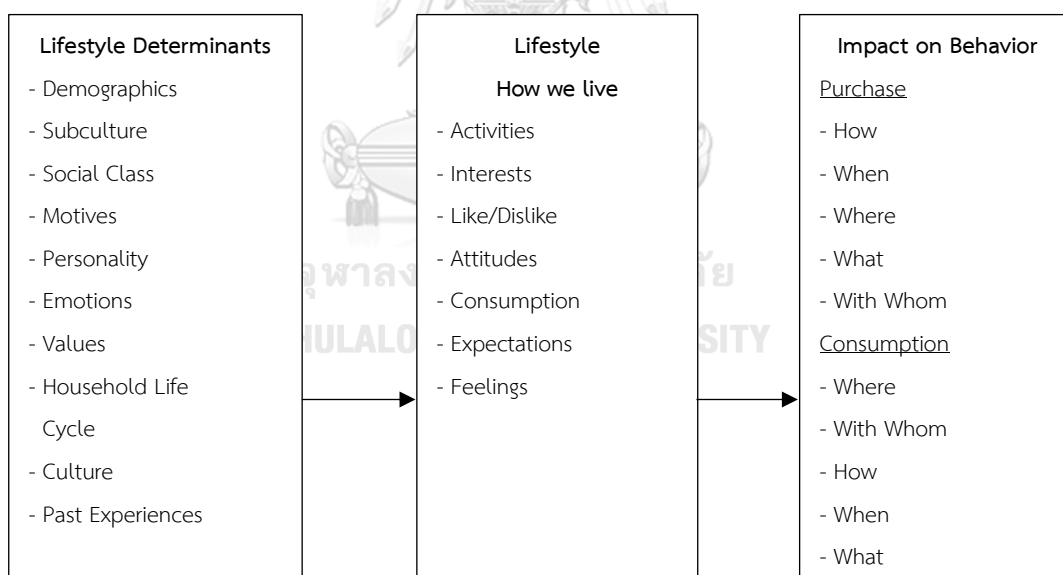 Lifestyle Determinants
- Demographics
- Subculture
- Social Class
- Motives
- Personality
- Emotions
- Values
- Household Life
Cycle
- Culture
- Past Experiences
Lifestyle
How we live
- Activities
- Interests
- Like/Dislike
- Attitudes
- Consumption
- Expectations
- Feelings
Impact on Behavior
Purchase
- How
- When
- Where
- What
- With Whom
Consumption
- Where
- With Whom
- How
- When
- What